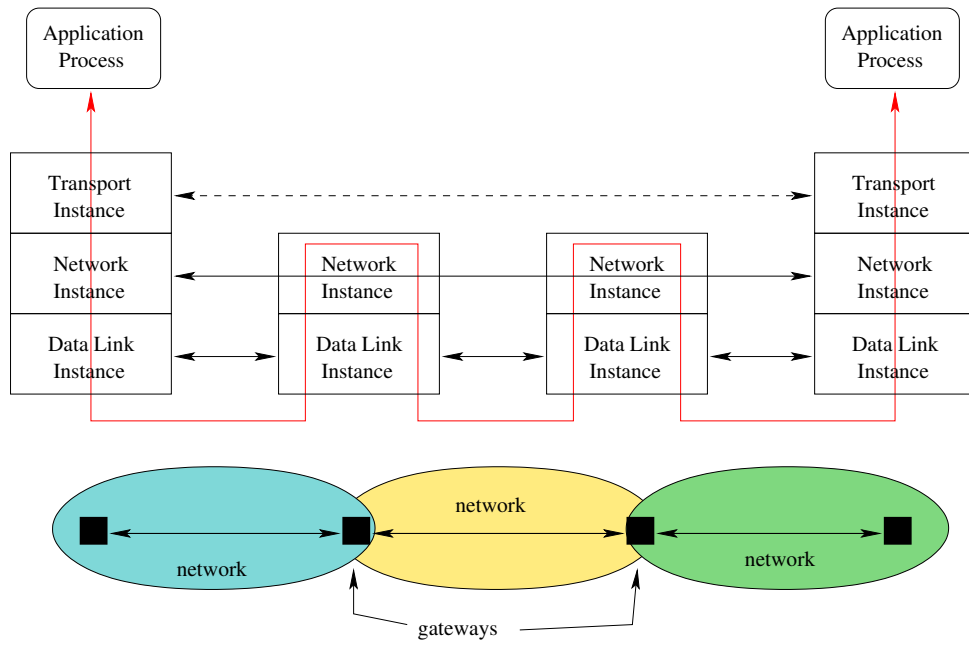 Application
Process
Application
Process
Transport
Instance
Transport
Instance
Network
Instance
Network
Instance
Network
Instance
Network
Instance
Data Link
Instance
Data Link
Instance
Data Link
Instance
Data Link
Instance
network
network
network
gateways